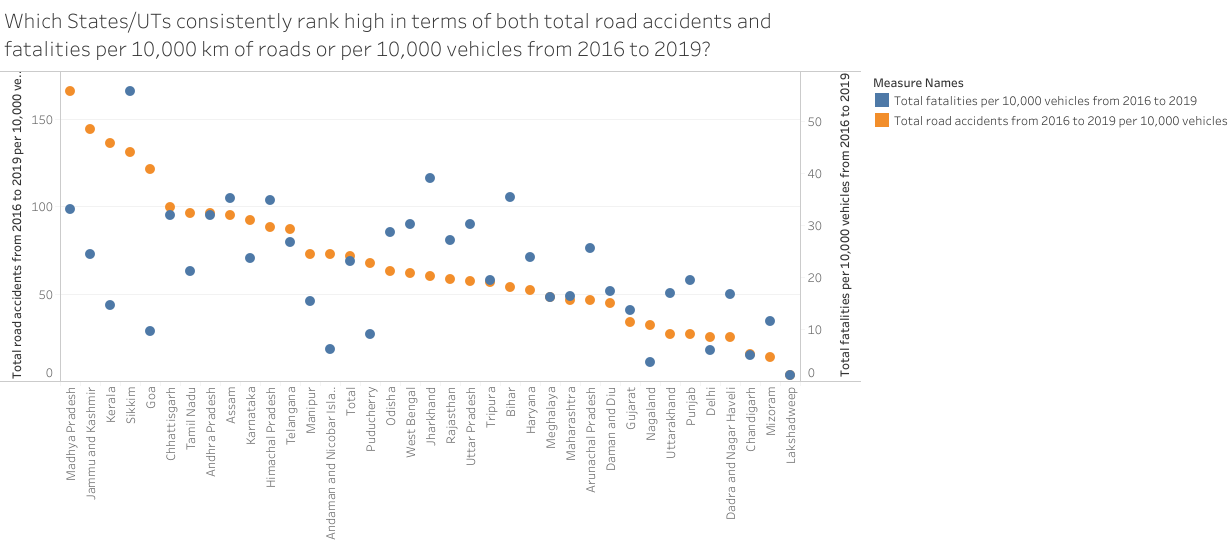 Which States/UTs consistently rank high in terms of both total road accidents and
fatalities per 10,000 km of roads or per 10,000 vehicles from 2016 to 2019?
Total road accidents from 2016 to 2019 per 10,000 ve..
150
100
50
0
50
40
30
20
10
0
Total fatalities per 10,000 vehicles from 2016 to 2019
Measure Names
Total fatalities per 10,000 vehicles from 2016 to 2019
Total road accidents from 2016 to 2019 per 10,000 vehicles
Madhya Pradesh
Jammu and Kashmir
Kerala
Sikkim
Goa
Chhattisgarh
Tamil Nadu
Andhra Pradesh
Assam
Karnataka
Himachal Pradesh
Telangana
Manipur
Andaman and Nicobar Isla..
Total
Puducherry
Odisha
West Bengal
Jharkhand
Rajasthan
Uttar Pradesh
Tripura
Bihar
Haryana
Meghalaya
Maharashtra
Arunachal Pradesh
Daman and Diu
Gujarat
Nagaland
Uttarakhand
Punjab
Delhi
Dadra and Nagar Haveli
Chandigarh
Mizoram
Lakshadweep